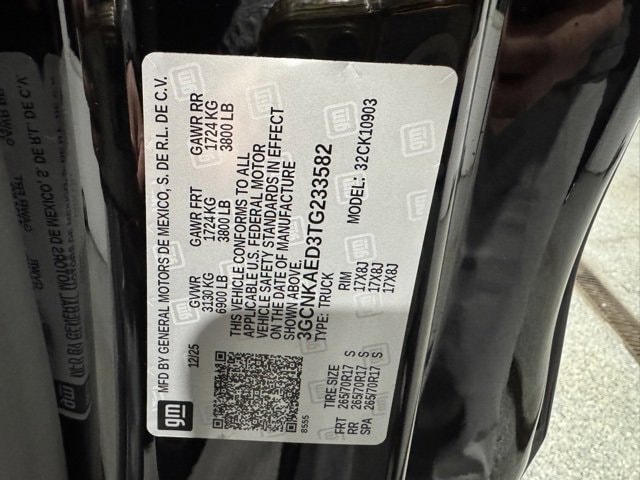 gm
MFD BY GENERAL MOTORS DE MEXICO, S. DE R.L. DE C.V.
12/25
GVWR GAWR FRT GAWR RR
3130 KG 1724 KG 1724 KG
6900 LB 3800 LB 3800 LB
THIS VEHICLE CONFORMS TO ALL
APPLICABLE U.S. FEDERAL MOTOR
VEHICLE SAFETY STANDARDS IN EFFECT
ON THE DATE OF MANUFACTURE
SHOWN ABOVE.
3GCNKAED3TG233582
TYPE: TRUCK
8555
MODEL: 32CK10903
TIRE SIZE RIM
FRT 265/70R17 S 17X8J
RR 265/70R17 S 17X8J
SPA 265/70R17 S 17X8J